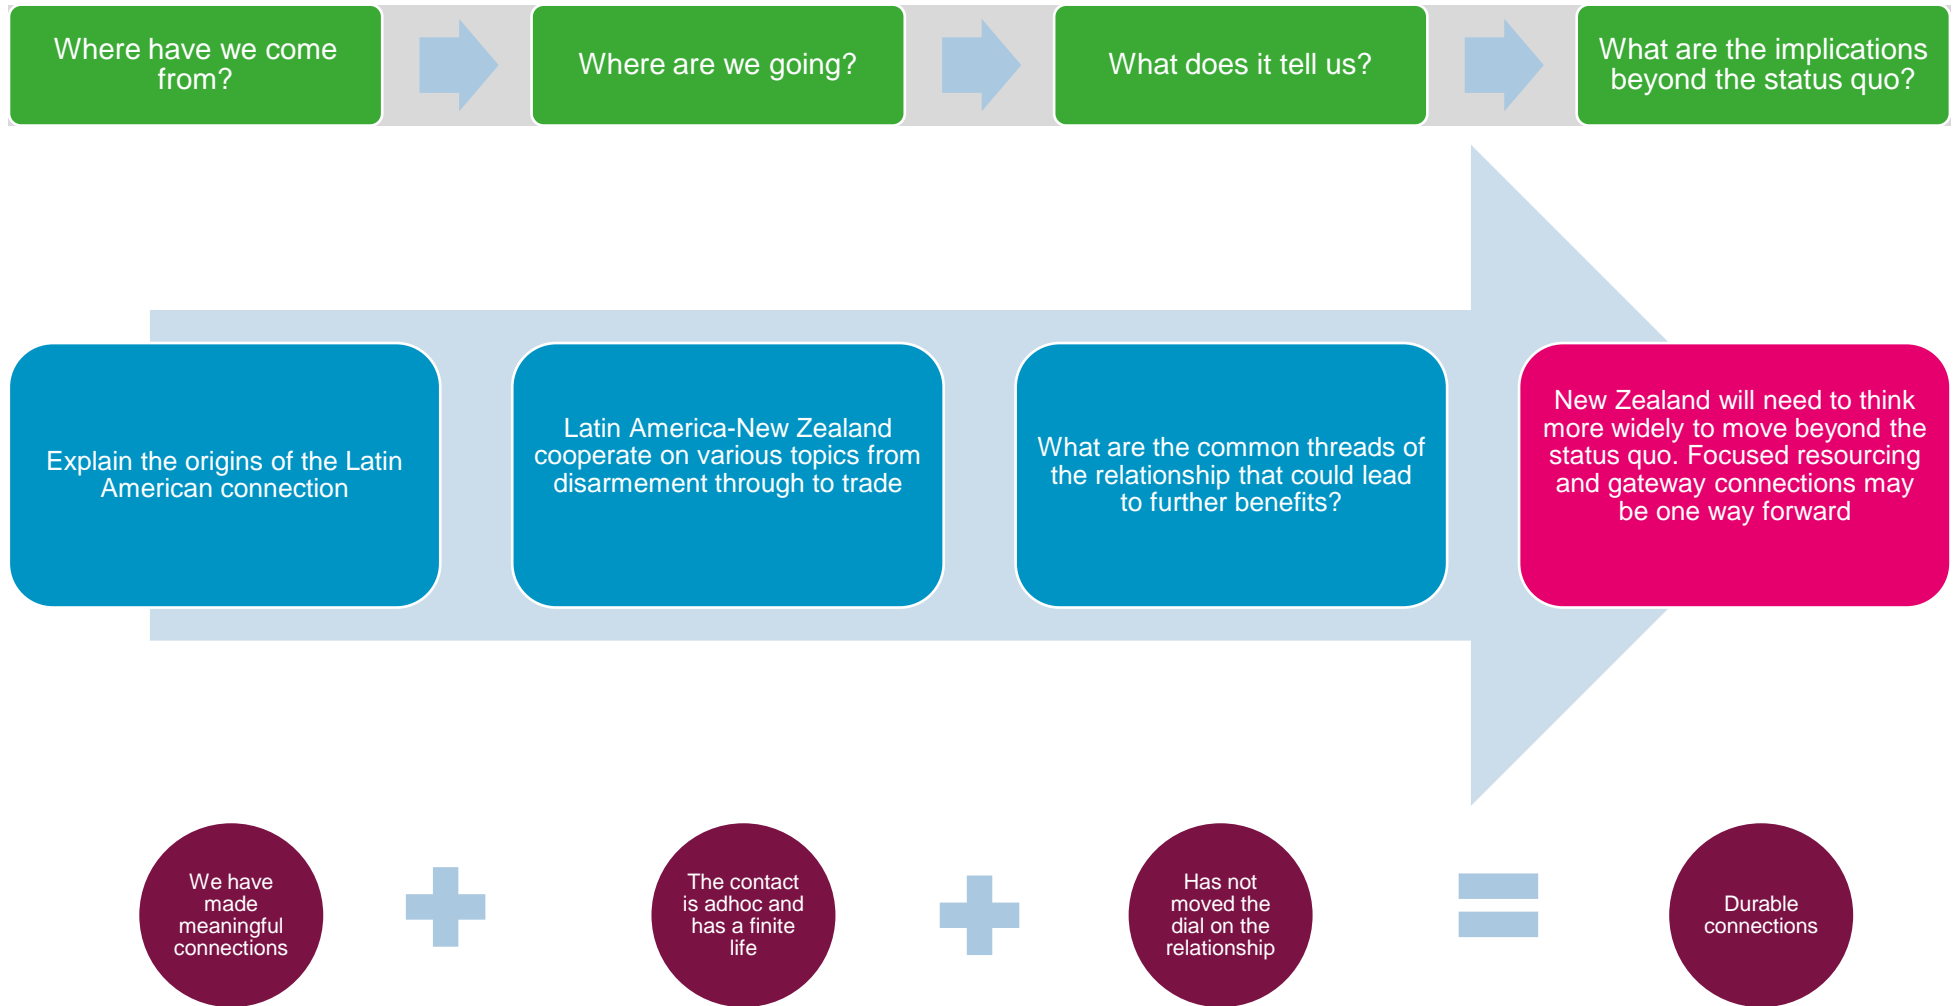 Where have we come
from?
Where are we going?
What does it tell us?
What are the implications
beyond the status quo?
Explain the origins of the Latin
American connection
Latin America-New Zealand
cooperate on various topics from
disarmement through to trade
What are the common threads of
the relationship that could lead
to further benefits?
New Zealand will need to think
more widely to move beyond the
status quo. Focused resourcing
and gateway connections may
be one way forward
We have
made
meaningful
connections
The contact
is adhoc and
has a finite
life
Has not
moved the
dial on the
relationship
Durable
connections